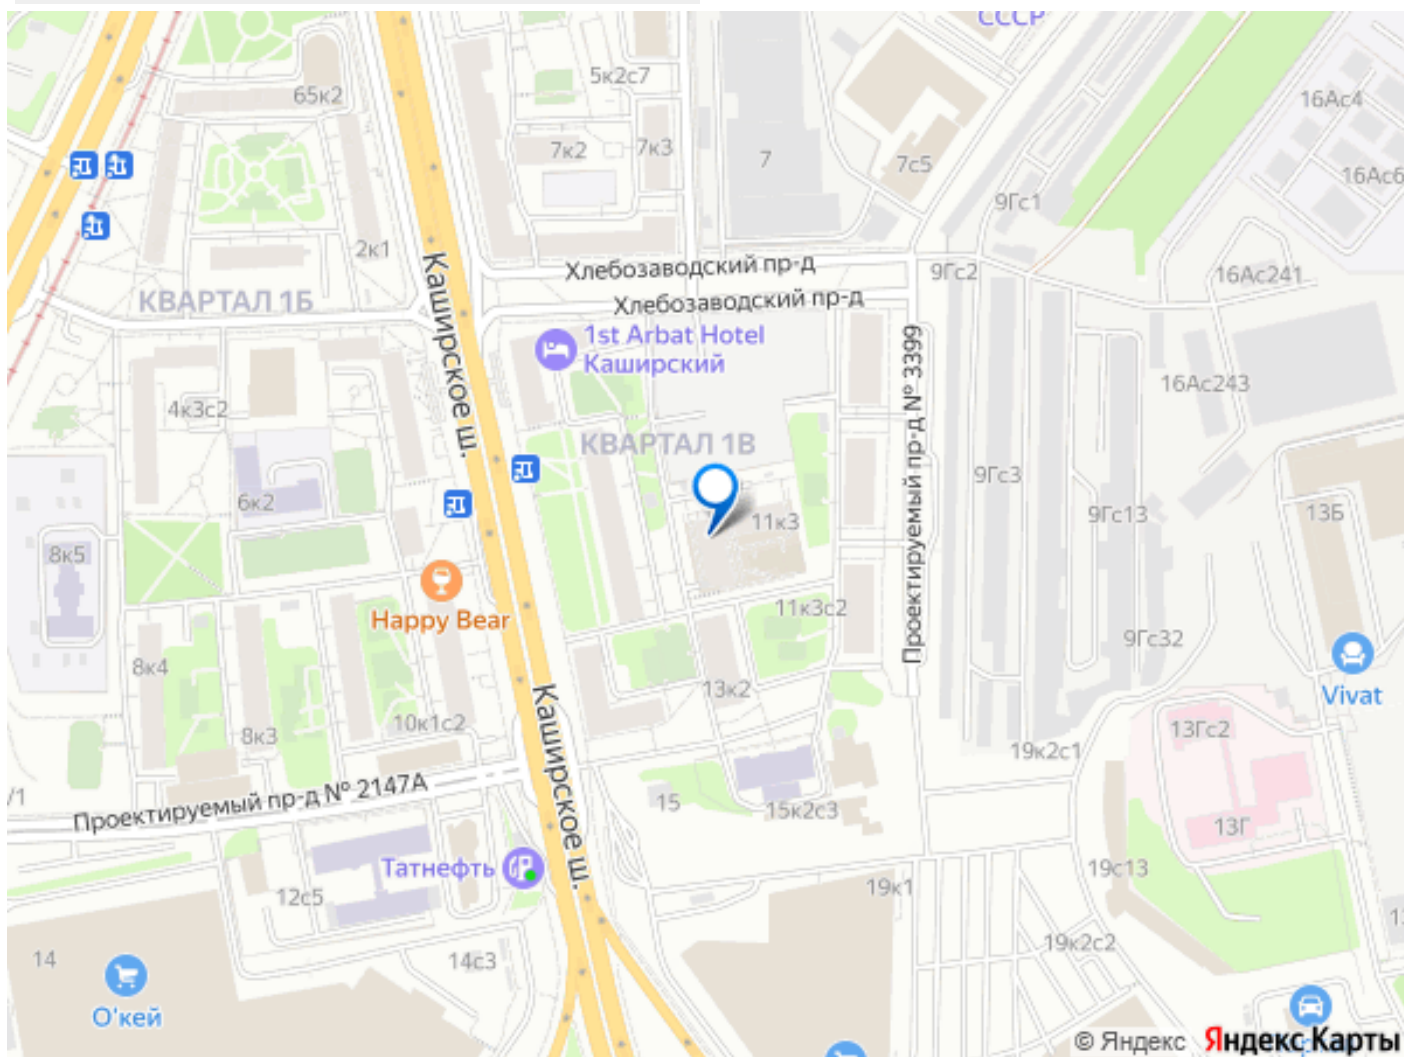 СССР
5к2с7
65к2
16Ас4
7к2
7к3
7
7с5
16Ас6
9Гс1
2к1
Каширское ш.
Хлебозаводский пр-д
9Гс2
16Ас241
КВАРТАЛ 1Б
Хлебозаводский пр-д
1st Arbat Hotel
Каширский
Проектируемый пр-д № 3399
16Ас243
4к3с2
КВАРТАЛ 1В
9Гс3
6к2
11к3
9Гс13
13Б
8к5
Happy Bear
11к3с2
9Гс32
8к4
13к2
Vivat
Каширское ш.
10к1с2
8к3
13Гс2
19к2с1
Проектируемый пр-д № 2147А
15
15к2с3
13Г
Татнефть
12с5
19к1
19с13
14
14с3
19к2с2
О'кей
© Яндекс Яндекс Карты